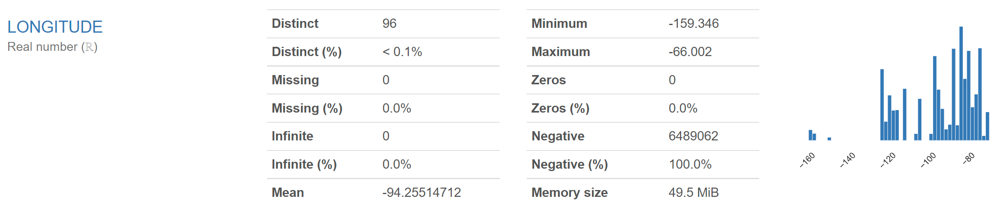 LONGITUDE
Real number (ℝ)
Distinct 96
Distinct (%) < 0.1%
Missing 0
Missing (%) 0.0%
Infinite 0
Infinite (%) 0.0%
Mean -94.25514712
Minimum -159.346
Maximum -66.002
Zeros 0
Zeros (%) 0.0%
Negative 6489062
Negative (%) 100.0%
Memory size 49.5 MiB
−160 −140 −120 −100 −80